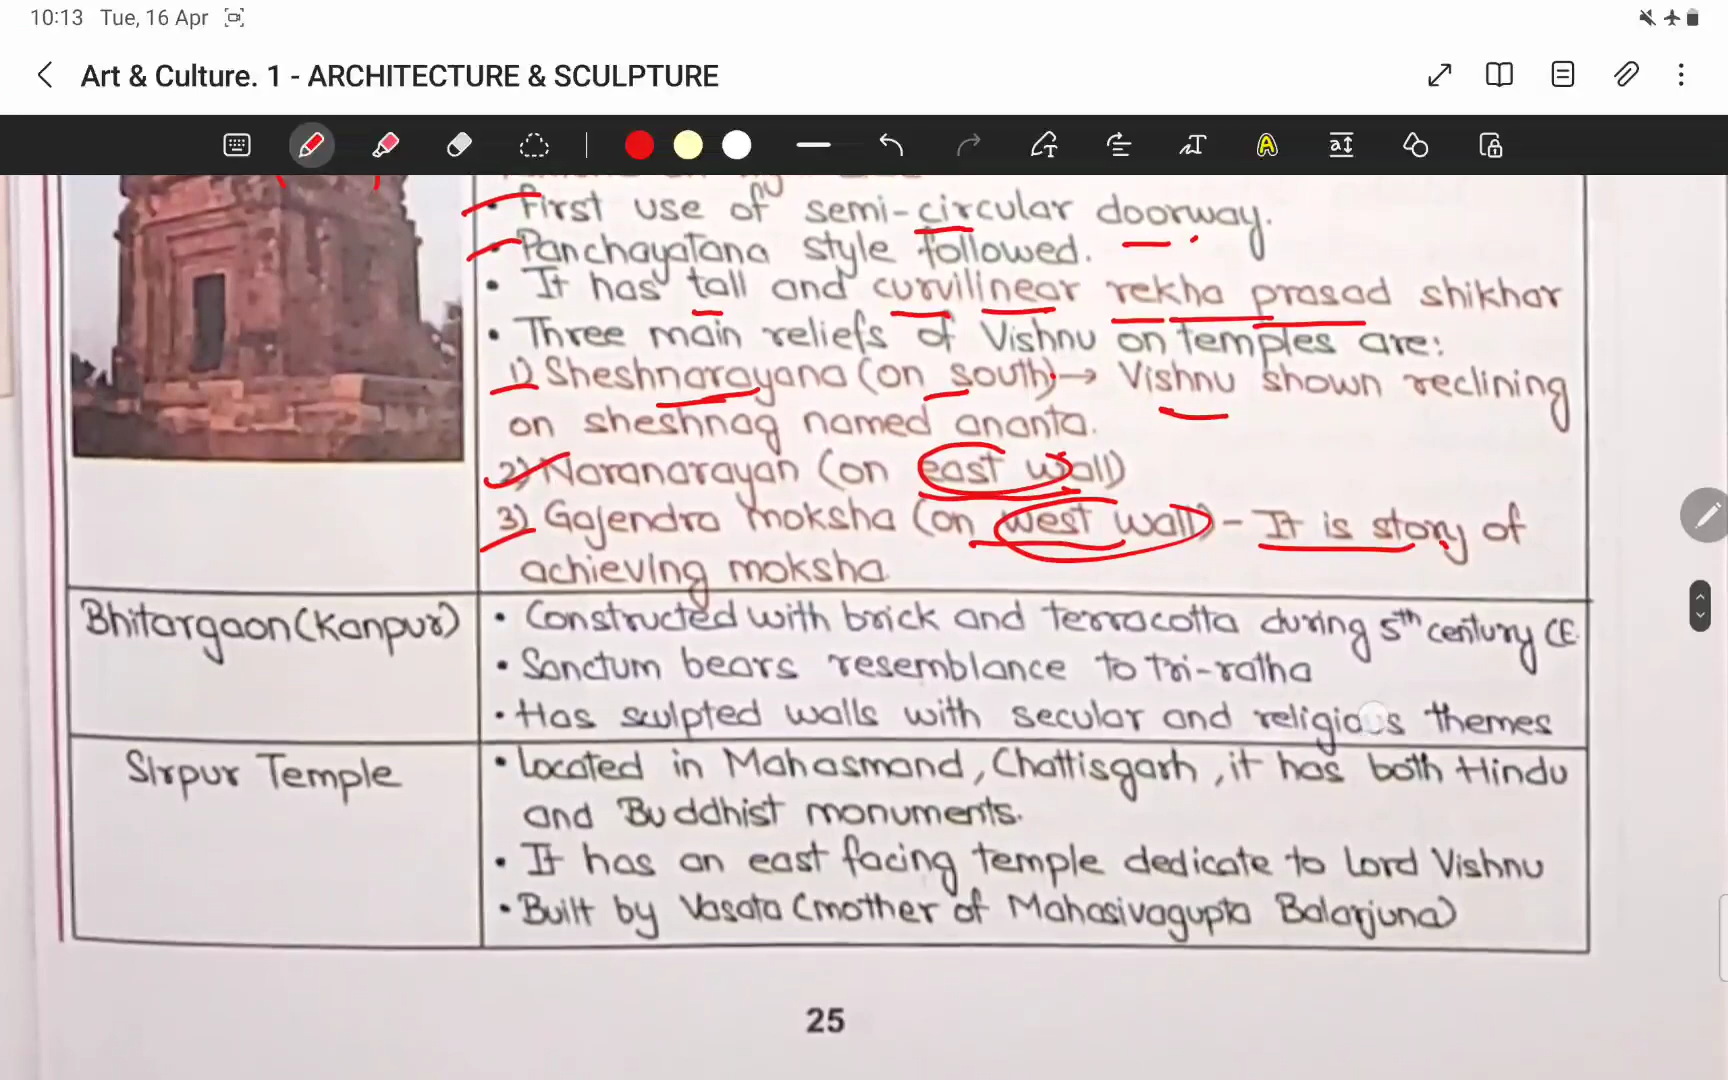 10:13 Tue, 16 Apr
Art & Culture. 1 - ARCHITECTURE & SCULPTURE
• First use of semi-circular doorway.
• Panchayatana style followed.
• It has tall and curvilinear rekha prasad shikhar
• Three main reliefs of Vishnu on temples are:
1) Sheshnarayana (on south) → Vishnu shown reclining
on sheshnag named ananta.
2) Naranarayan (on east wall)
3) Gajendra moksha (on west wall) - It is story of
achieving moksha
Bhitargaon (Kanpur)
• Constructed with brick and terracotta during 5th century CE.
• Sanctum bears resemblance to tri-ratha
• Has sculpted walls with secular and religious themes
Sirpur Temple
• Located in Mahasmand, Chattisgarh, it has both Hindu
and Buddhist monuments.
• It has an east facing temple dedicate to Lord Vishnu
• Built by Vasata (mother of Mahasivagupta Balarjuna)
25